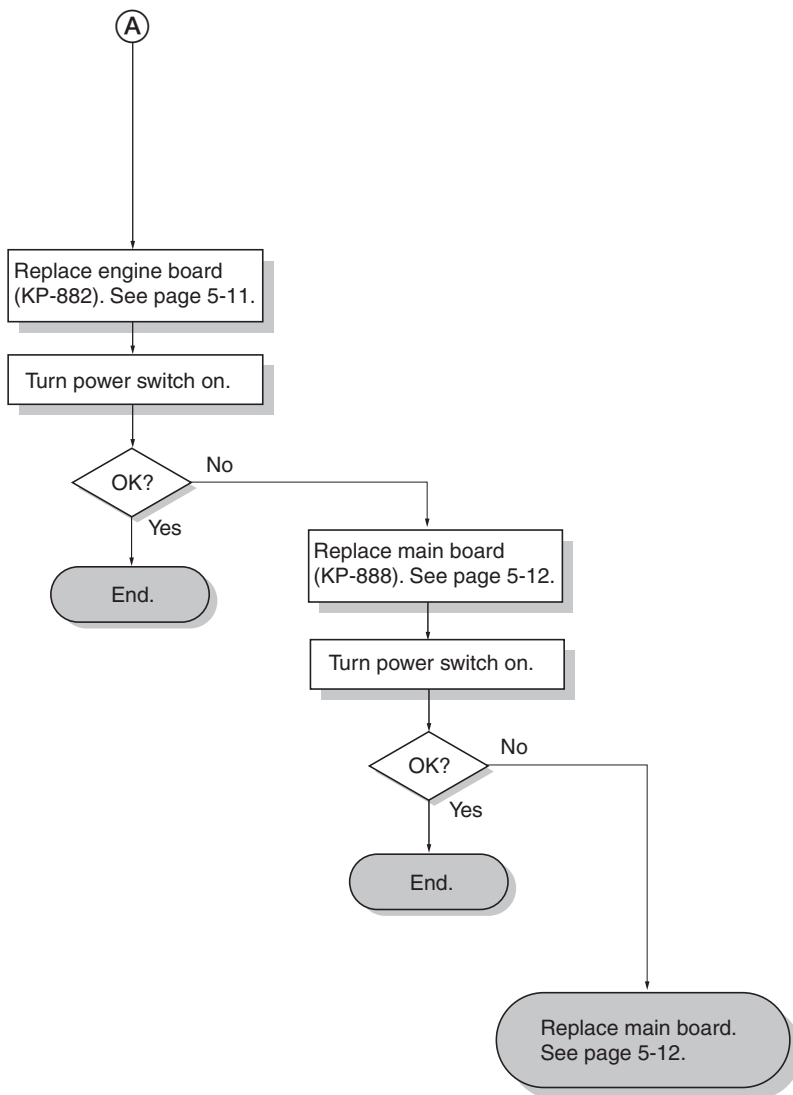 A
Replace engine board
(KP-882). See page 5-11.
Turn power switch on.
OK?
No
Yes
End.
Replace main board
(KP-888). See page 5-12.
Turn power switch on.
OK?
No
Yes
End.
Replace main board.
See page 5-12.